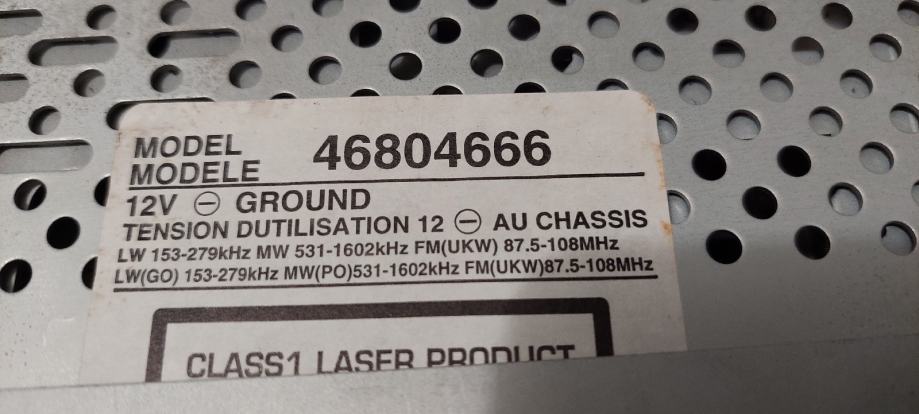 MODEL
MODELE 46804666
12V ⊖ GROUND
TENSION DUTILISATION 12 ⊖ AU CHASSIS
LW 153-279kHz MW 531-1602kHz FM(UKW) 87.5-108MHz
LW(GO) 153-279kHz MW(PO)531-1602kHz FM(UKW)87.5-108MHz
CLASS1 LASER PRODUCT